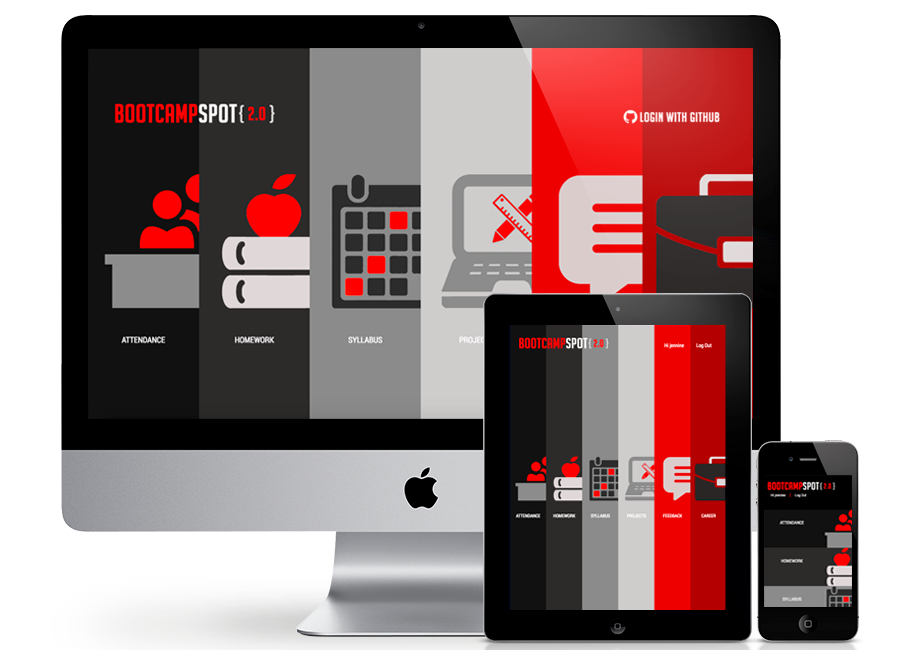 BOOTCAMPSPOT{2.0}
LOGIN WITH GITHUB
ATTENDANCE
HOMEWORK
SYLLABUS
PROJEC
BOOTCAMPSPOT{2.0}
Hi jennine
Log Out
ATTENDANCE
HOMEWORK
SYLLABUS
PROJECTS
FEEDBACK
CAREER
BOOTCAMPSPOT{2.0}
Hi jennine | Log Out
ATTENDANCE
HOMEWORK
SYLLABUS